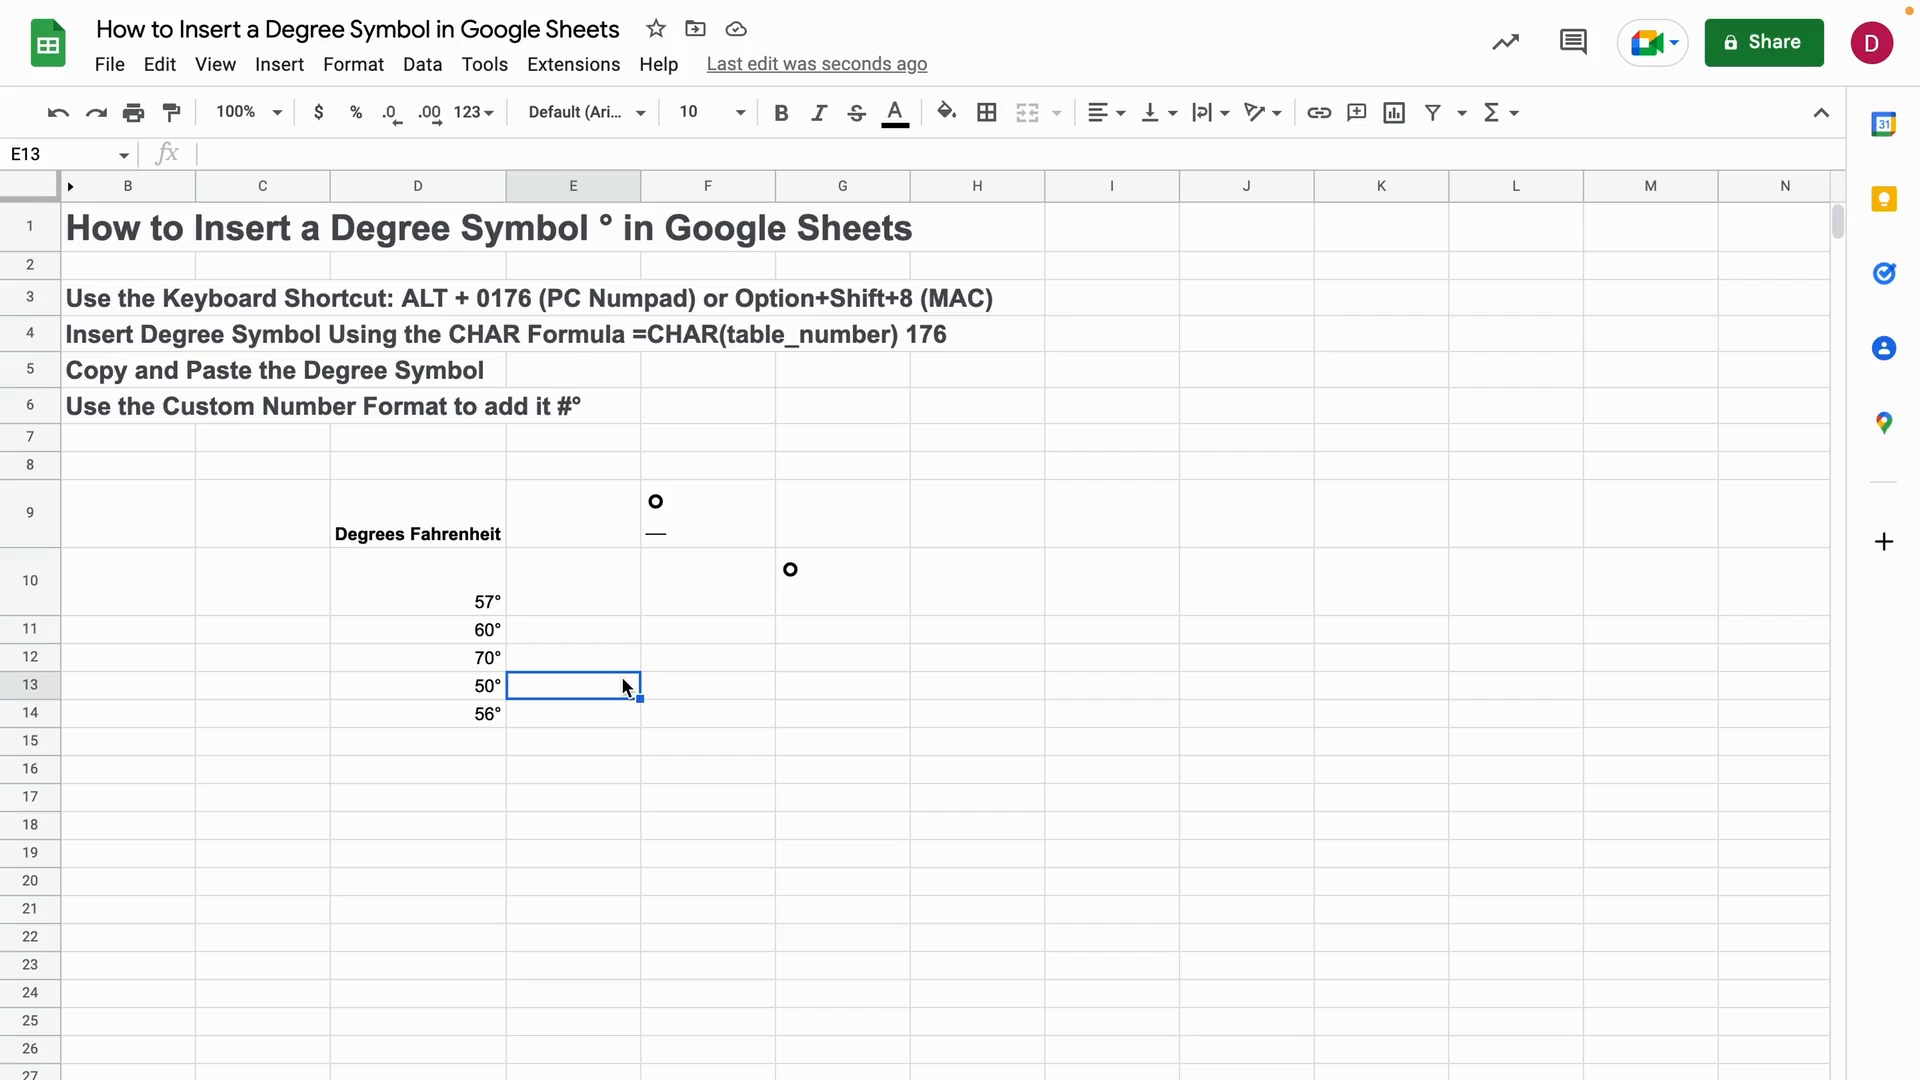 How to Insert a Degree Symbol in Google Sheets
File Edit View Insert Format Data Tools Extensions Help Last edit was seconds ago
Share
D
100% $ % .0 .00 123 Default (Ari... 10 B I S A Σ
31
E13 fx
B C D E F G H I J K L M N
1 How to Insert a Degree Symbol ° in Google Sheets
2
3 Use the Keyboard Shortcut: ALT + 0176 (PC Numpad) or Option+Shift+8 (MAC)
4 Insert Degree Symbol Using the CHAR Formula =CHAR(table_number) 176
5 Copy and Paste the Degree Symbol
6 Use the Custom Number Format to add it #°
7
8
9 Degrees Fahrenheit °
10 57° °
11 60°
12 70°
13 50°
14 56°
15
16
17
18
19
20
21
22
23
24
25
26
27